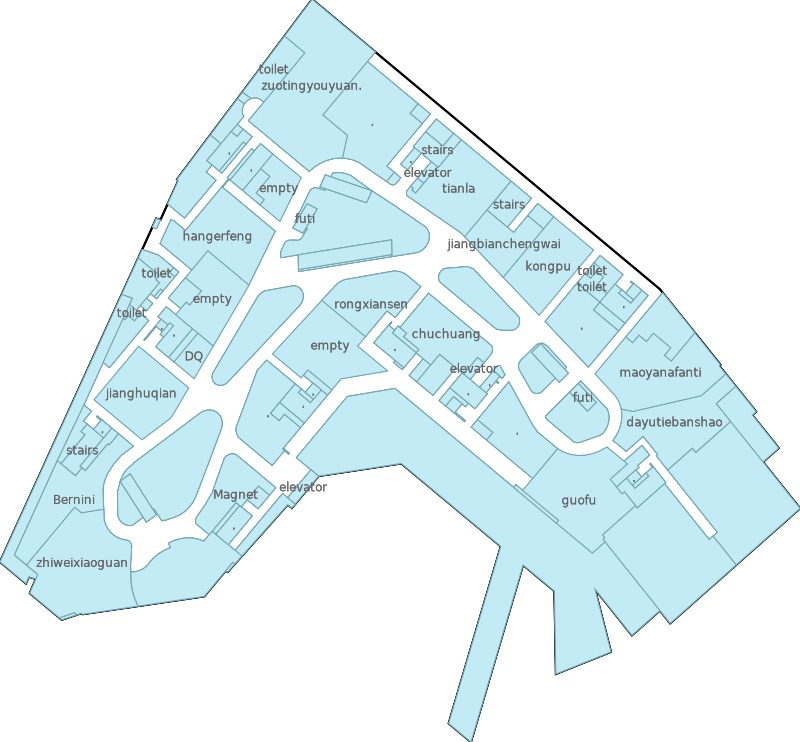 toilet
zuotingyouyuan.
stairs
elevator
tianla
empty
stairs
futi
hangerfeng
jiangbianchengwai
kongpu
toilet
toilet
toilet
empty
rongxiansen
toilet
chuchuang
empty
DQ
elevator
maoyanafanti
jianghuqian
futi
dayutiebanshao
stairs
elevator
Magnet
Bernini
guofu
zhiweixiaoguan